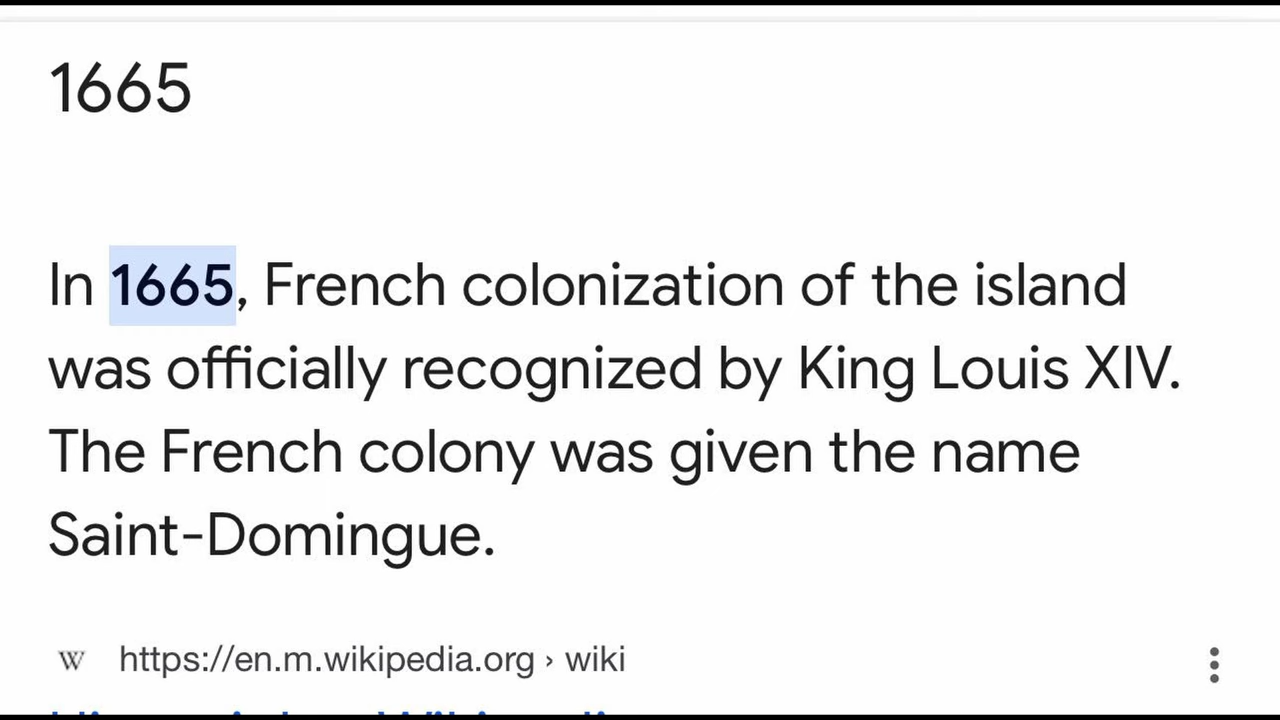 1665
In 1665, French colonization of the island
was officially recognized by King Louis XIV.
The French colony was given the name
Saint-Domingue.
W https://en.m.wikipedia.org › wiki